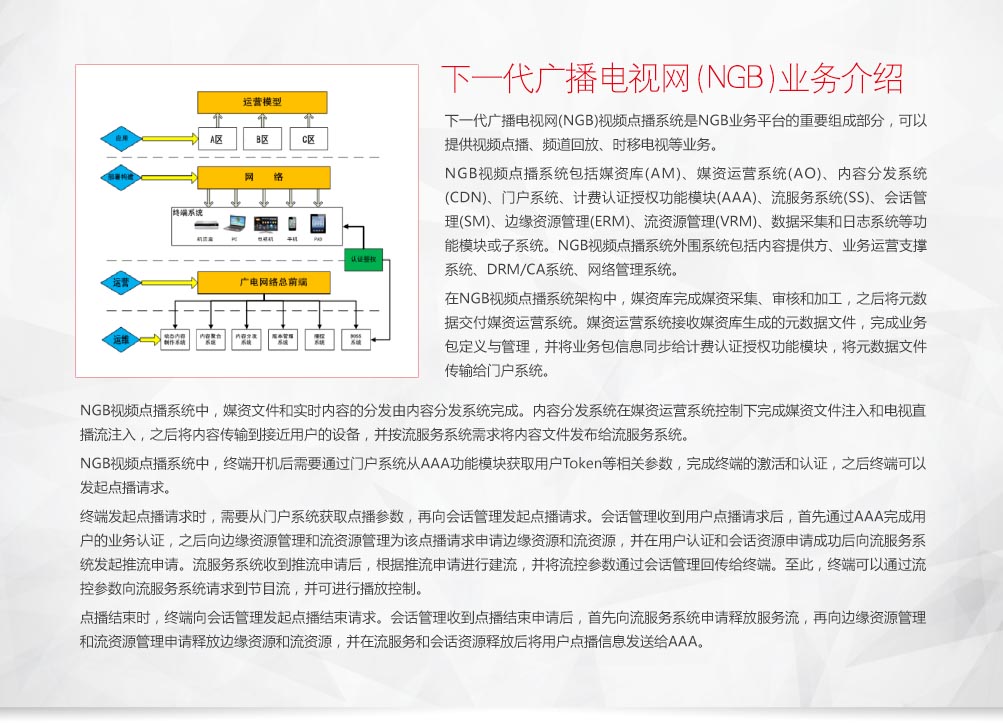 下一代广播电视网(NGB)业务介绍
下一代广播电视网(NGB)视频点播系统是NGB业务平台的重要组成部分，可以
提供视频点播、频道回放、时移电视等业务。
NGB视频点播系统包括媒资库(AM)、媒资运营系统(AO)、内容分发系统
(CDN)、门户系统、计费认证授权功能模块(AAA)、流服务系统(SS)、会话管
理(SM)、边缘资源管理(ERM)、流资源管理(VRM)、数据采集和日志系统等功
能模块或子系统。NGB视频点播系统外围系统包括内容提供方、业务运营支撑
系统、DRM/CA系统、网络管理系统。
在NGB视频点播系统架构中，媒资库完成媒资采集、审核和加工，之后将元数
据交付媒资运营系统。媒资运营系统接收媒资库生成的元数据文件，完成业务
包定义与管理，并将业务包信息同步给计费认证授权功能模块，将元数据文件
传输给门户系统。
运营模型
A区
B区
C区
部署构建
网 络
终端系统
机顶盒
PC
电视机
手机
PAD
认证授权
运营
广电网络总前端
运维
动态内容
制作系统
内容聚合
系统
内容分发
系统
版本管理
系统
播控
系统
BOSS
系统
NGB视频点播系统中，媒资文件和实时内容的分发由内容分发系统完成。内容分发系统在媒资运营系统控制下完成媒资文件注入和电视直
播流注入，之后将内容传输到接近用户的设备，并按流服务系统需求将内容文件发布给流服务系统。
NGB视频点播系统中，终端开机后需要通过门户系统从AAA功能模块获取用户Token等相关参数，完成终端的激活和认证，之后终端可以
发起点播请求。
终端发起点播请求时，需要从门户系统获取点播参数，再向会话管理发起点播请求。会话管理收到用户点播请求后，首先通过AAA完成用
户的业务认证，之后向边缘资源管理和流资源管理为该点播请求申请边缘资源和流资源，并在用户认证和会话资源申请成功后向流服务系
统发起推流申请。流服务系统收到推流申请后，根据推流申请进行建流，并将流控参数通过会话管理回传给终端。至此，终端可以通过流
控参数向流服务系统请求到节目流，并可进行播放控制。
点播结束时，终端向会话管理发起点播结束请求。会话管理收到点播结束申请后，首先向流服务系统申请释放服务流，再向边缘资源管理
和流资源管理申请释放边缘资源和流资源，并在流服务和会话资源释放后将用户点播信息发送给AAA。